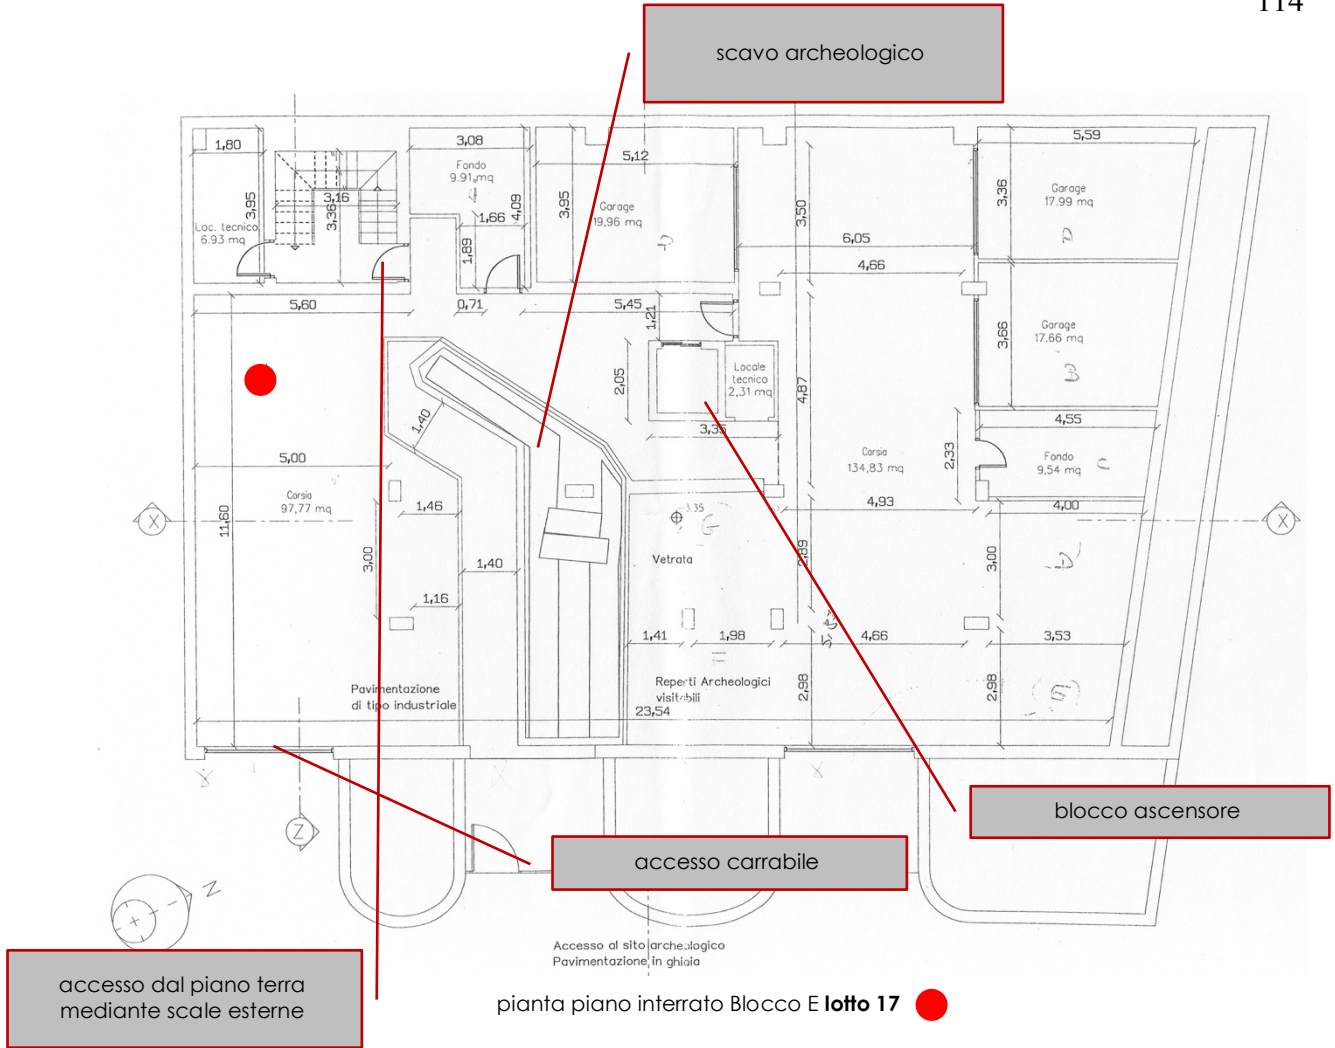 114
scavo archeologico
1,80
3,08
Fondo
9.91 mq
5,12
5,59
3,95
3,16
3,36
Loc. tecnico
6.93 mq
1,66
4,09
1,89
3,95
Garage
19,96 mq
3,50
6,05
4,66
3,36
Garage
17.99 mq
5,60
0,71
5,45
1,21
3,66
Garage
17.66 mq
B
2,05
Locale
tecnico
2,31 mq
4,87
1,40
3,35
4,55
Fondo
9,54 mq
C
2,33
Corsia
134,83 mq
5,00
Corsia
97,77 mq
11,60
1,46
4,93
4,00
X
X
3,00
1,40
Vetrata
2,89
3,00
1,16
1,41
1,98
4,66
3,53
Pavimentazione
di tipo industriale
Reperti Archeologici
visitabili
23,54
2,98
2,98
Z
N
blocco ascensore
accesso carrabile
Accesso al sito archeologico
Pavimentazione in ghiaia
accesso dal piano terra
mediante scale esterne
pianta piano interrato Blocco E lotto 17